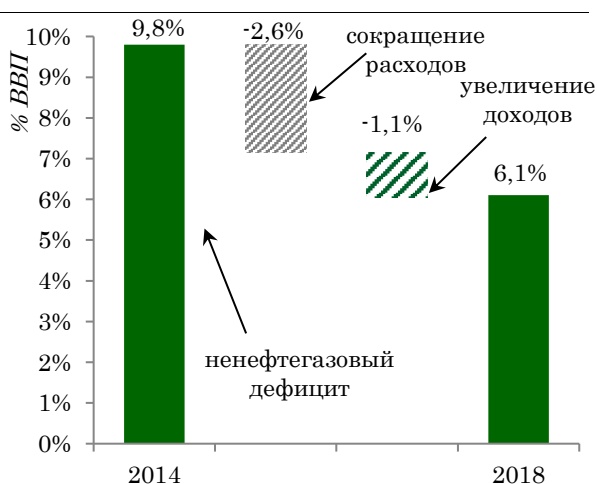 % ВВП
10%
9%
8%
7%
6%
5%
4%
3%
2%
1%
0%
9,8%
-2,6%
сокращение
расходов
увеличение
доходов
-1,1%
6,1%
ненефтегазовый
дефицит
2014
2018